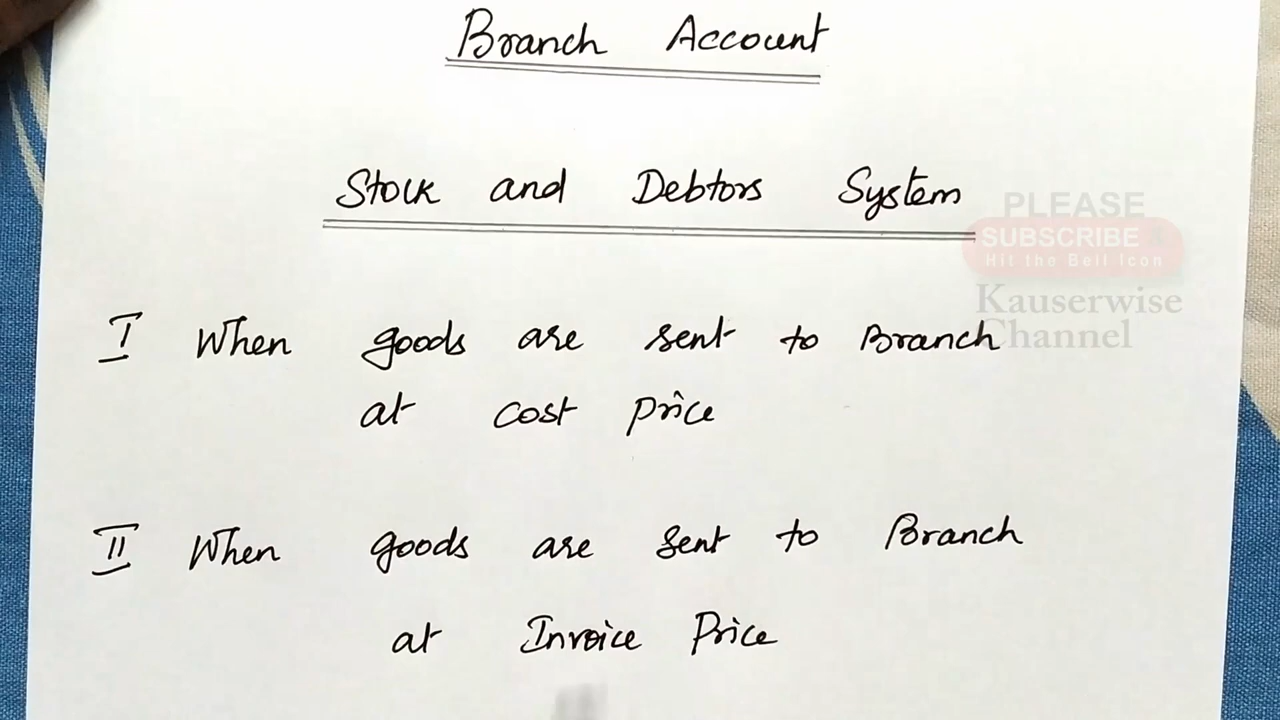 Branch Account
Stock and Debtors System
PLEASE
SUBSCRIBE &
Hit the Bell Icon
Kauserwise
Channel
I When goods are sent to Branch
at cost price
II When goods are sent to Branch
at Invoice Price